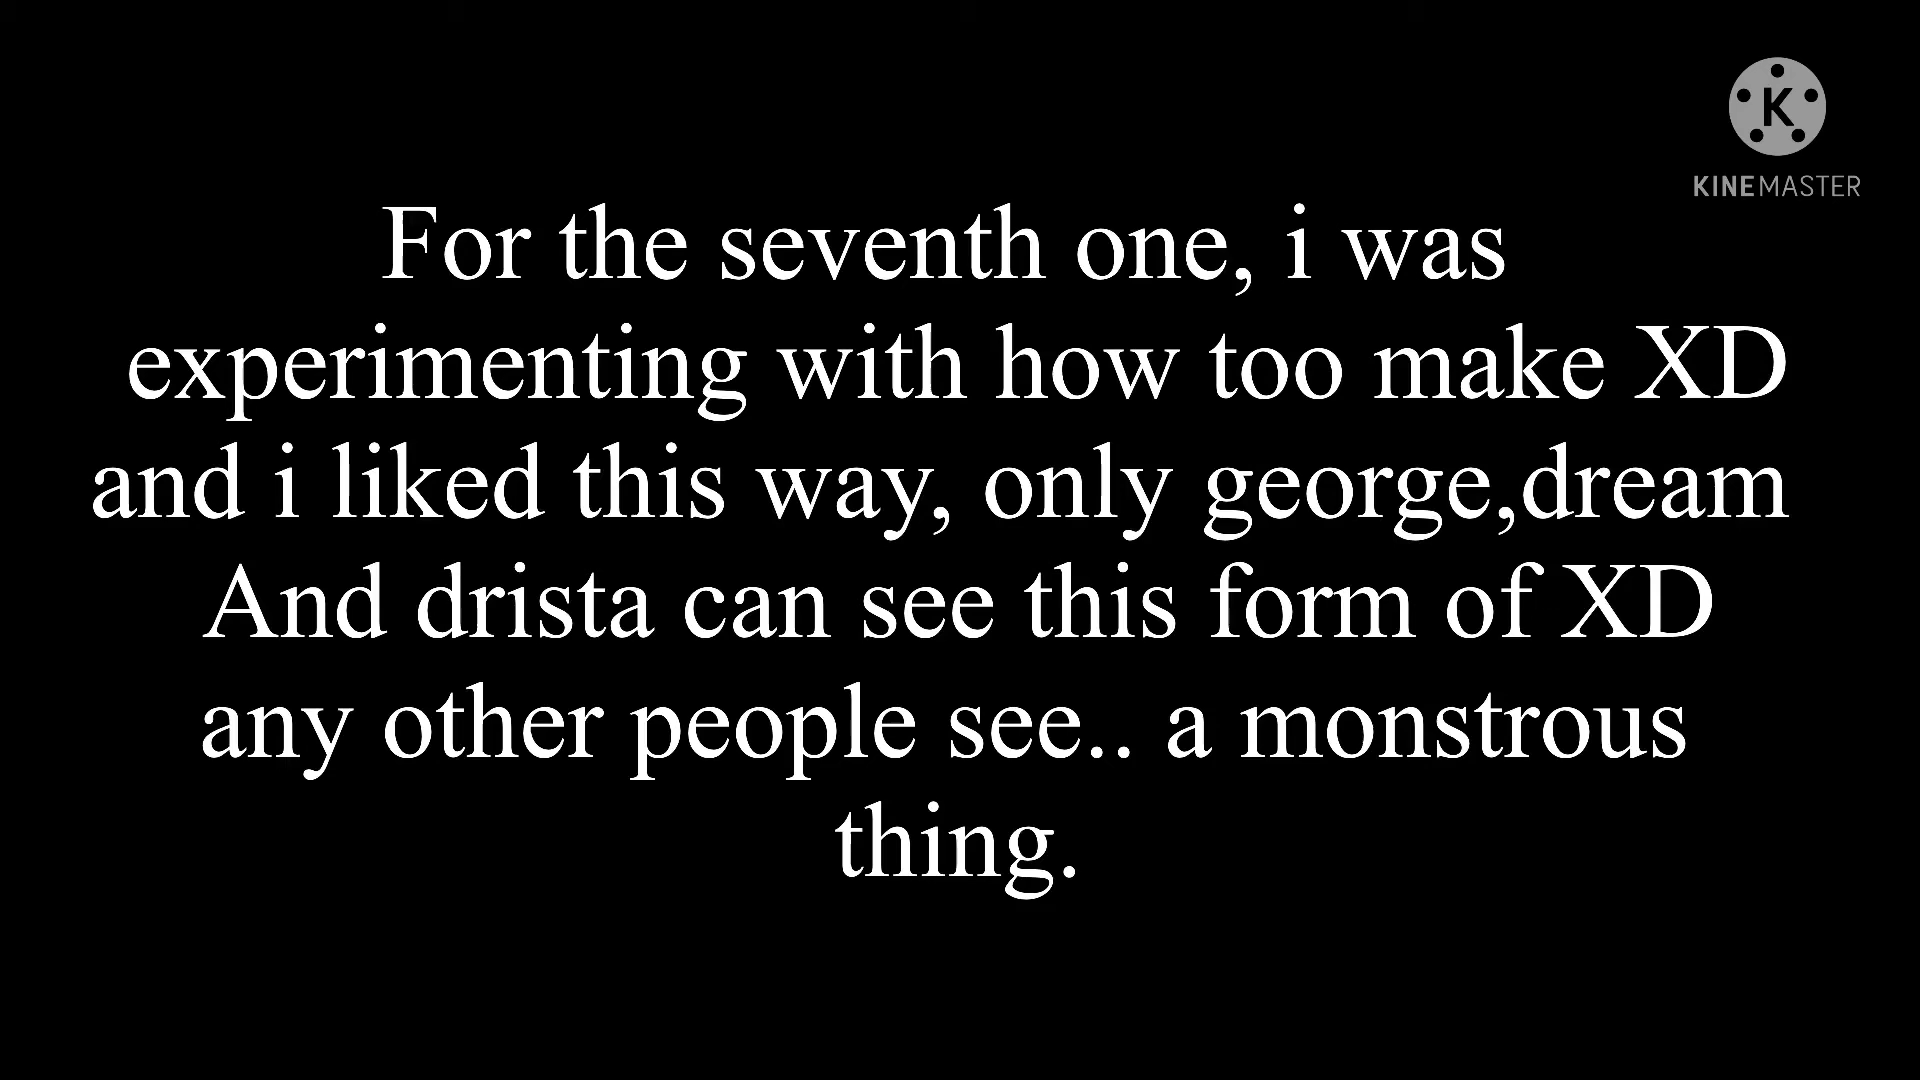 K
KINEMASTER
For the seventh one, i was
experimenting with how too make XD
and i liked this way, only george,dream
And drista can see this form of XD
any other people see.. a monstrous
thing.